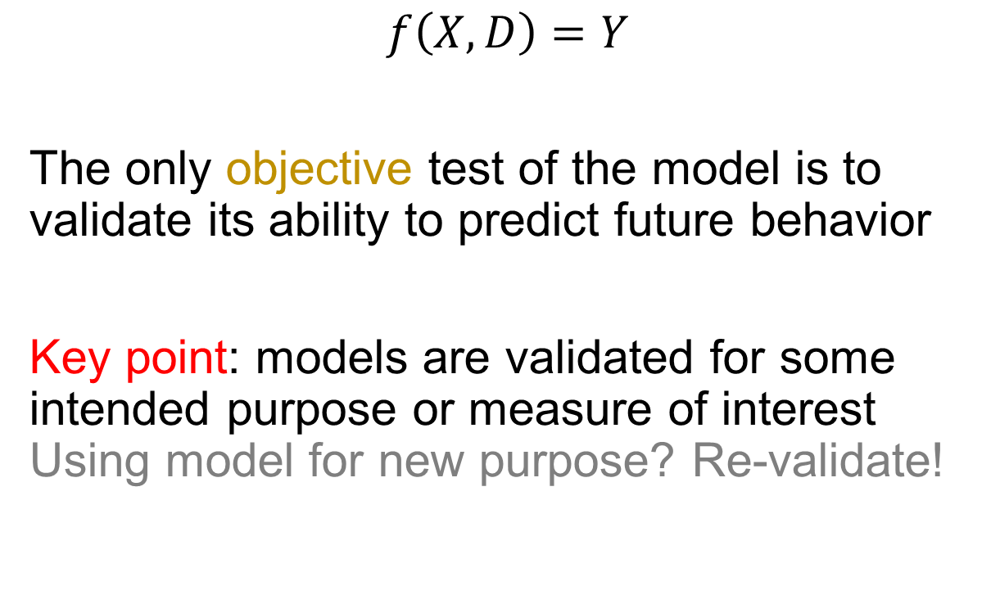 f(X, D) = Y
The only objective test of the model is to
validate its ability to predict future behavior
Key point: models are validated for some
intended purpose or measure of interest
Using model for new purpose? Re-validate!